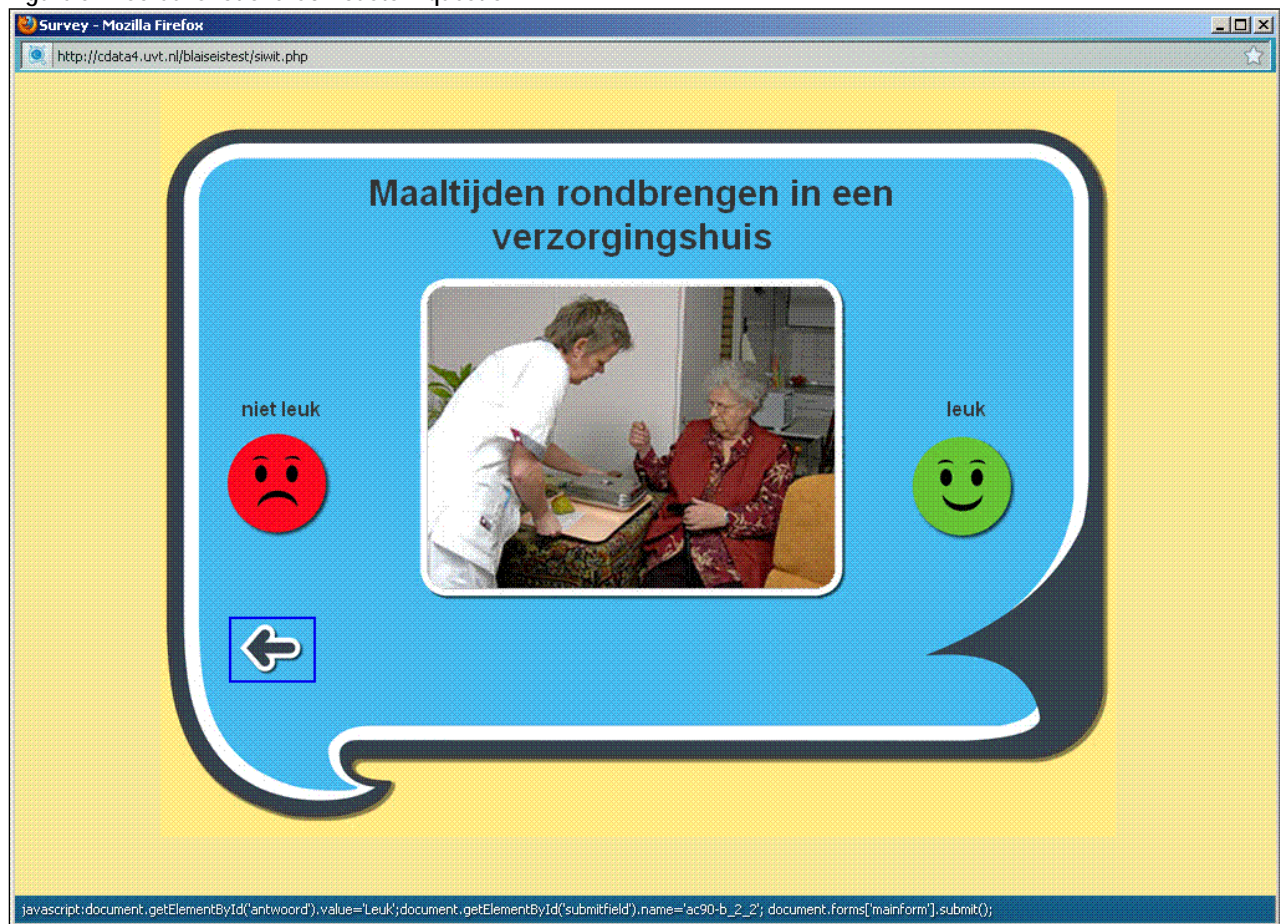 Survey - Mozilla Firefox
http://cdata4.uvt.nl/blaiseistest/siwit.php
Maaltijden rondbrengen in een
verzorgingshuis
niet leuk
leuk
javascript:document.getElementById('antwoord').value='Leuk';document.getElementById('submitfield').name='ac90-b_2_2'; document.forms['mainform'].submit();